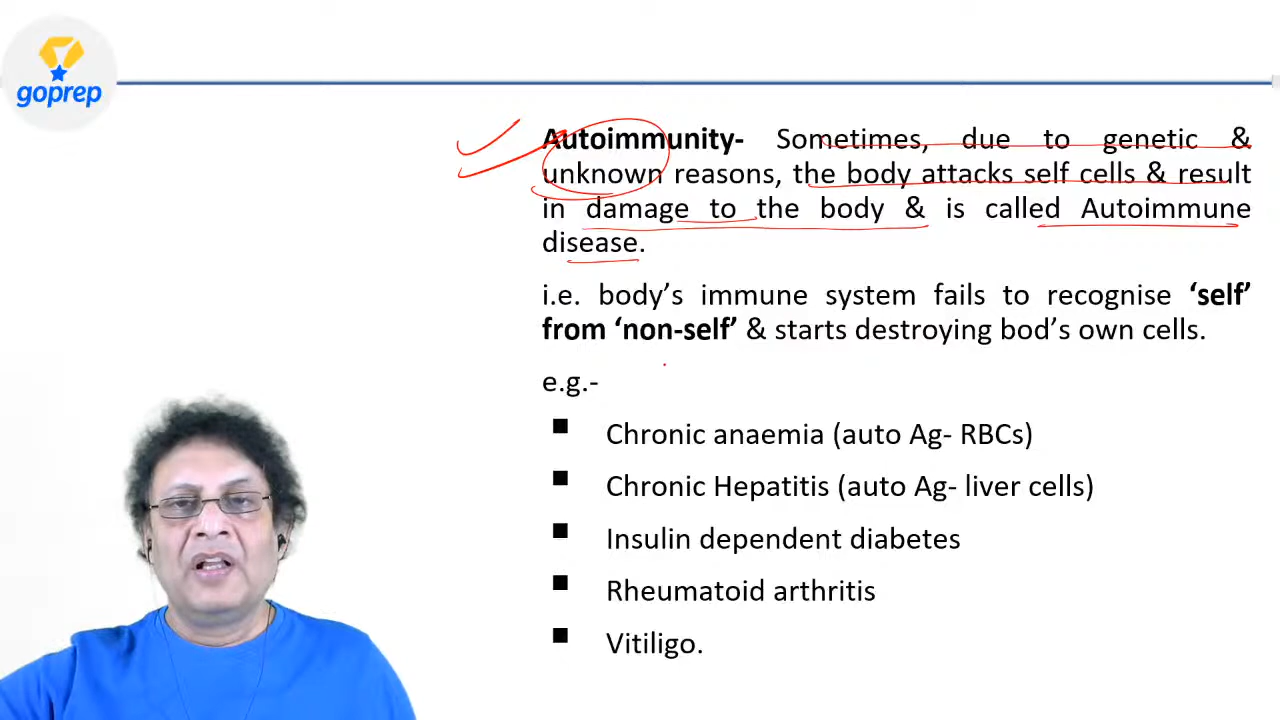 goprep
Autoimmunity- Sometimes, due to genetic &
unknown reasons, the body attacks self cells & result
in damage to the body & is called Autoimmune
disease.
i.e. body’s immune system fails to recognise ‘self’
from ‘non-self’ & starts destroying bod’s own cells.
e.g.-
Chronic anaemia (auto Ag- RBCs)
Chronic Hepatitis (auto Ag- liver cells)
Insulin dependent diabetes
Rheumatoid arthritis
Vitiligo.